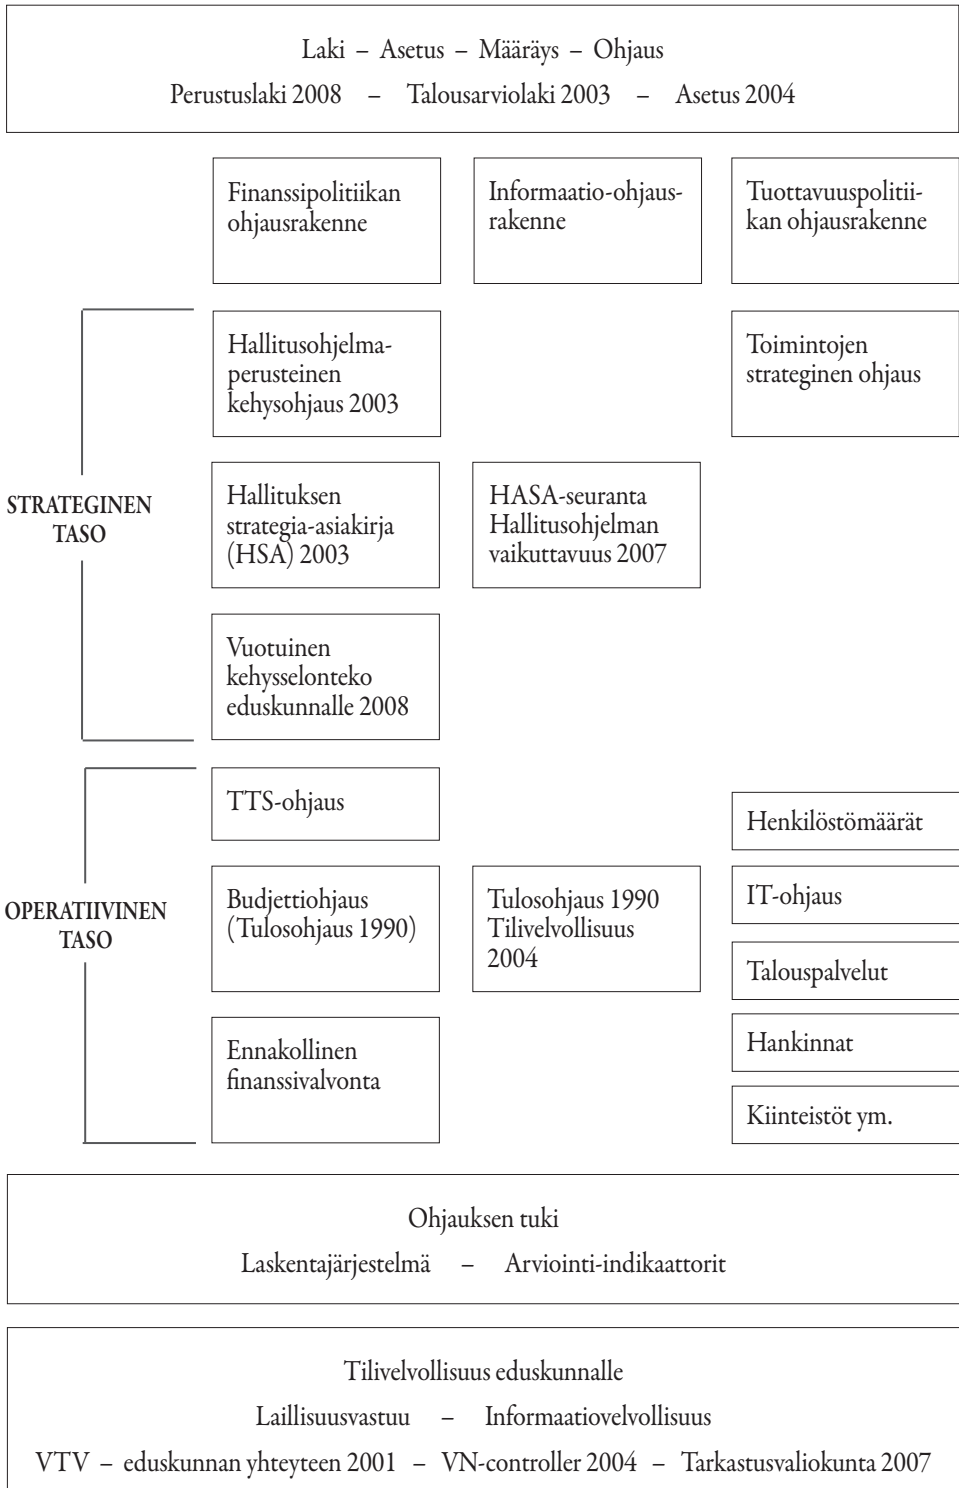 Laki – Asetus – Määräys – Ohjaus
Perustuslaki 2008 – Talousarviolaki 2003 – Asetus 2004
Finanssipolitiikan
ohjausrakenne
Informaatio-ohjaus-
rakenne
Tuottavuuspolitii-
kan ohjausrakenne
STRATEGINEN
TASO
Hallitusohjelma-
perusteinen
kehysohjaus 2003
Toimintojen
strateginen ohjaus
Hallituksen
strategia-asiakirja
(HSA) 2003
HASA-seuranta
Hallitusohjelman
vaikuttavuus 2007
Vuotuinen
kehysselonteko
eduskunnalle 2008
OPERATIIVINEN
TASO
TTS-ohjaus
Budjettiohjaus
(Tulosohjaus 1990)
Ennakollinen
finanssivalvonta
Tulosohjaus 1990
Tilivelvollisuus
2004
Henkilöstömäärät
IT-ohjaus
Talouspalvelut
Hankinnat
Kiinteistöt ym.
Ohjauksen tuki
Laskentajärjestelmä – Arviointi-indikaattorit
Tilivelvollisuus eduskunnalle
Laillisuusvastuu – Informaatiovelvollisuus
VTV – eduskunnan yhteyteen 2001 – VN-controller 2004 – Tarkastusvaliokunta 2007